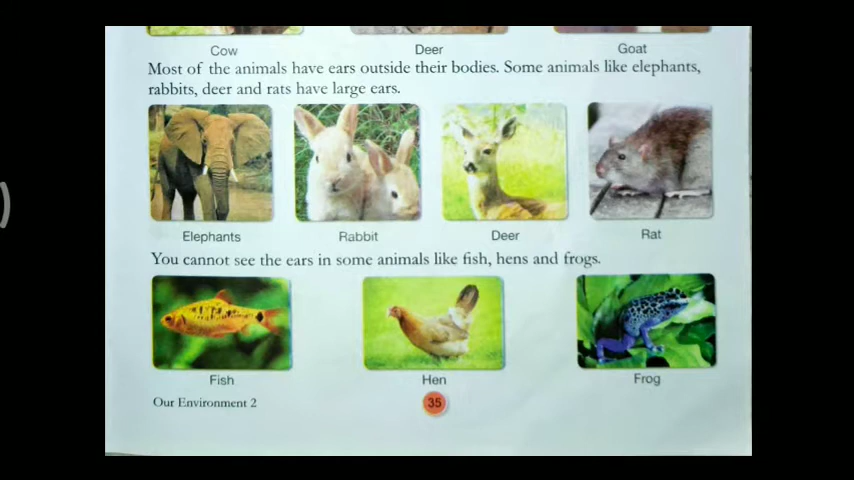 Cow Deer Goat
Most of the animals have ears outside their bodies. Some animals like elephants,
rabbits, deer and rats have large ears.
Elephants Rabbit Deer Rat
You cannot see the ears in some animals like fish, hens and frogs.
Fish Hen Frog
Our Environment 2 35